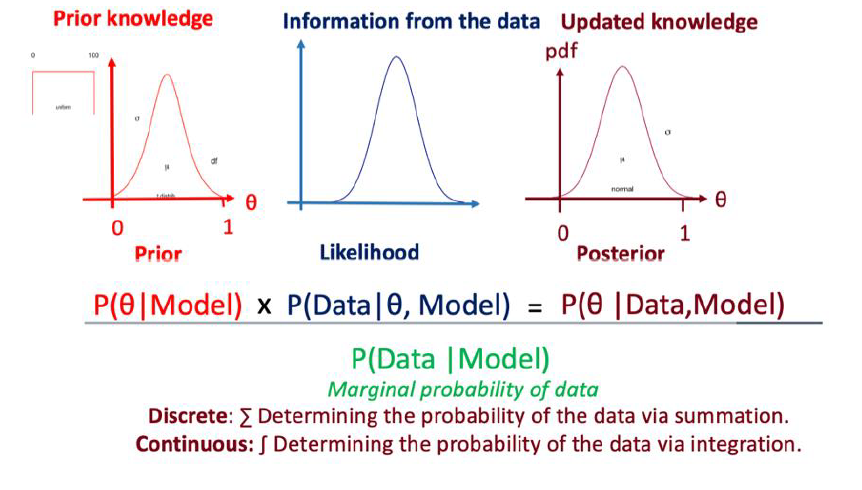 Prior knowledge
Information from the data
Updated knowledge
pdf
0
100
uniform
σ
μ
df
t distrib
θ
0
1
Prior
Likelihood
σ
μ
normal
θ
0
1
Posterior
P(θ|Model) x P(Data|θ, Model) = P(θ |Data,Model)
P(Data |Model)
Marginal probability of data
Discrete: ∑ Determining the probability of the data via summation.
Continuous: ∫ Determining the probability of the data via integration.